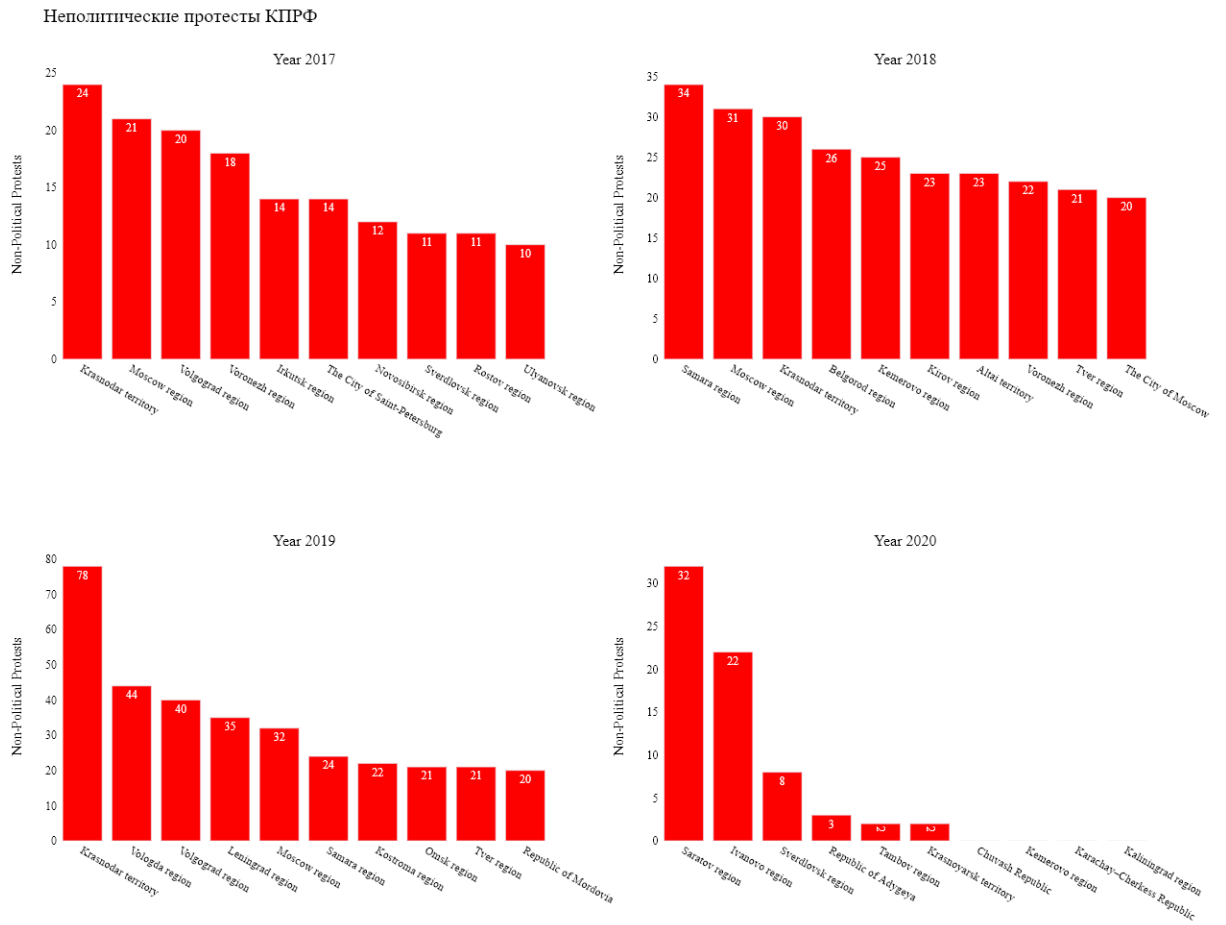 Неполитические протесты КПРФ
Year 2017
Non-Political Protests
25
20
15
10
5
0
24
21
20
18
14
14
12
11
11
10
Krasnodar territory
Moscow region
Volgograd region
Voronezh region
Irkutsk region
The City of Saint-Petersburg
Novosibirsk region
Sverdlovsk region
Rostov region
Ulyanovsk region
Year 2018
Non-Political Protests
35
30
25
20
15
10
5
0
34
31
30
26
25
23
23
22
21
20
Samara region
Moscow region
Krasnodar territory
Belgorod region
Kemerovo region
Kirov region
Altai territory
Voronezh region
Tver region
The City of Moscow
Year 2019
Non-Political Protests
80
70
60
50
40
30
20
10
0
78
44
40
35
32
24
22
21
21
20
Krasnodar territory
Vologda region
Volgograd region
Leningrad region
Moscow region
Samara region
Kostroma region
Omsk region
Tver region
Republic of Mordovia
Year 2020
Non-Political Protests
30
25
20
15
10
5
0
32
22
8
3
2
2
Saratov region
Ivanovo region
Sverdlovsk region
Republic of Adygeya
Tambov region
Krasnoyarsk territory
Chuvash Republic
Kemerovo region
Karachay–Cherkess Republic
Kaliningrad region